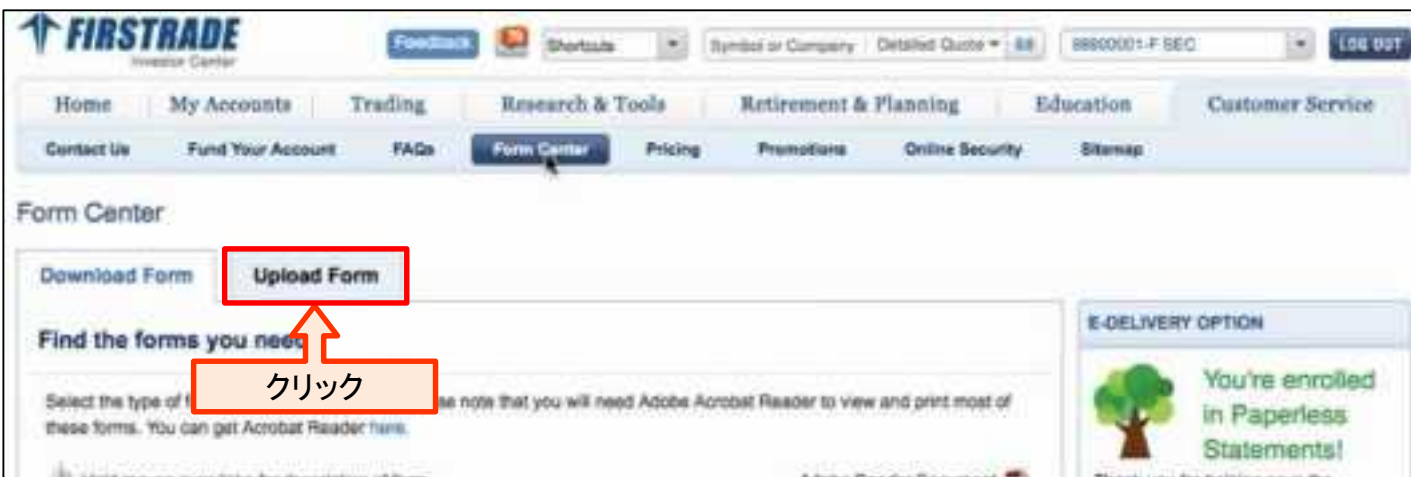 FIRSTRADE
Investor Center
Feedback
Shortcuts
Symbol or Company
Detailed Quote
LOG OUT
Home
My Accounts
Trading
Research & Tools
Retirement & Planning
Education
Customer Service
Contact Us
Fund Your Account
FAQs
Form Center
Pricing
Promotions
Online Security
Sitemap
Form Center
Download Form
Upload Form
Find the forms you need
クリック
Select the type of
se note that you will need Adobe Acrobat Reader to view and print most of
these forms. You can get Acrobat Reader here.
E-DELIVERY OPTION
You're enrolled
in Paperless
Statements!